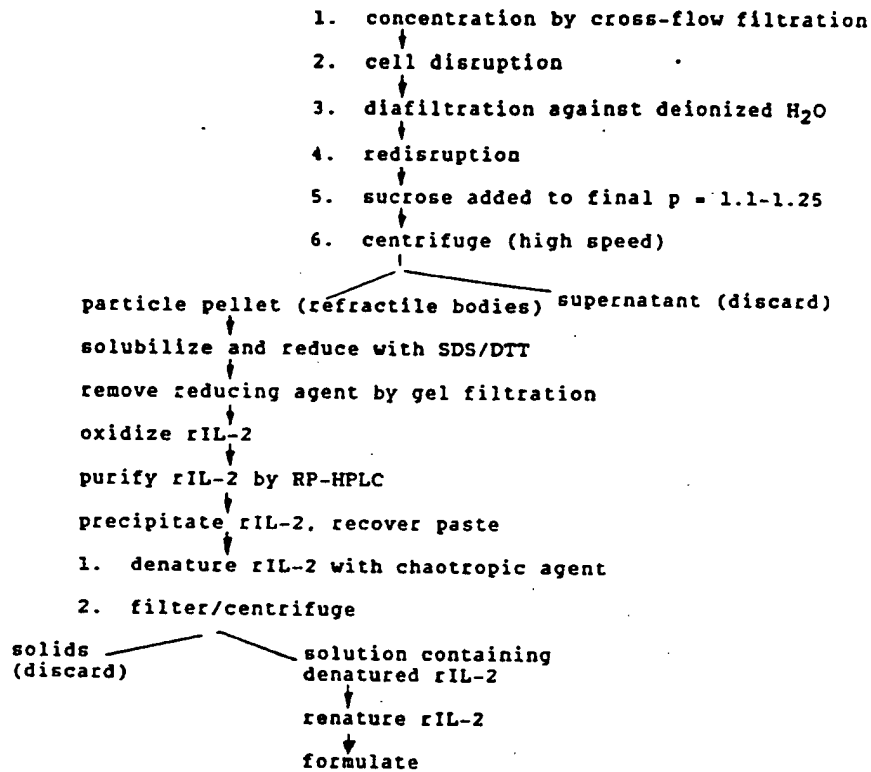 1. concentration by cross-flow filtration
2. cell disruption
3. diafiltration against deionized H₂O
4. redisruption
5. sucrose added to final p = 1.1-1.25
6. centrifuge (high speed)
particle pellet (refractile bodies)
supernatant (discard)
solubilize and reduce with SDS/DTT
remove reducing agent by gel filtration
oxidize rIL-2
purify rIL-2 by RP-HPLC
precipitate rIL-2, recover paste
1. denature rIL-2 with chaotropic agent
2. filter/centrifuge
solids
(discard)
solution containing
denatured rIL-2
renature rIL-2
formulate